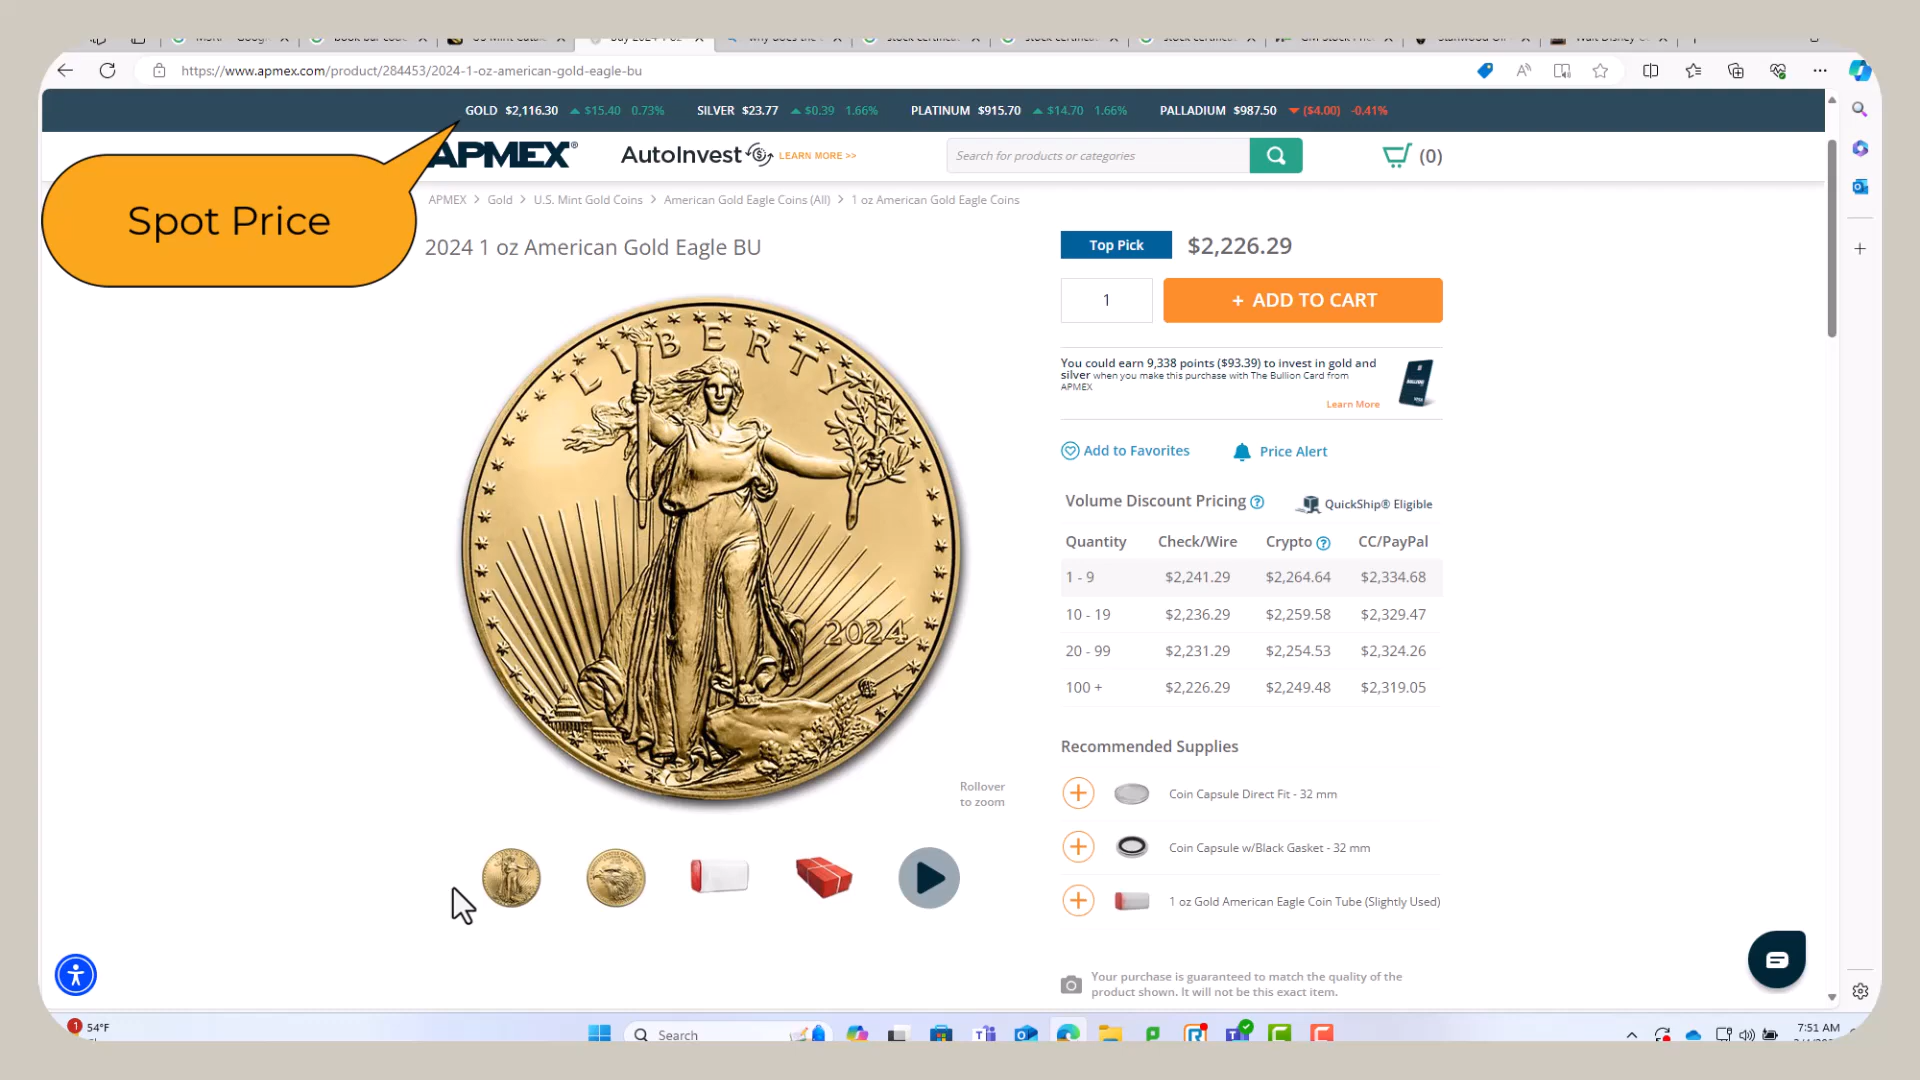 https://www.apmex.com/product/284453/2024-1-oz-american-gold-eagle-bu
GOLD $2,116.30 $15.40 0.73% SILVER $23.77 $0.39 1.66% PLATINUM $915.70 $14.70 1.66% PALLADIUM $987.50 ($4.00) -0.41%
APMEX® AutoInvest LEARN MORE >> Search for products or categories (0)
Spot Price
APMEX > Gold > U.S. Mint Gold Coins > American Gold Eagle Coins (All) > 1 oz American Gold Eagle Coins
2024 1 oz American Gold Eagle BU
Top Pick $2,226.29
1 + ADD TO CART
LIBERTY
2024
You could earn 9,338 points ($93.39) to invest in gold and
silver when you make this purchase with The Bullion Card from
APMEX
Learn More
Add to Favorites Price Alert
Volume Discount Pricing ? QuickShip® Eligible
Quantity Check/Wire Crypto ? CC/PayPal
1 - 9 $2,241.29 $2,264.64 $2,334.68
10 - 19 $2,236.29 $2,259.58 $2,329.47
20 - 99 $2,231.29 $2,254.53 $2,324.26
100 + $2,226.29 $2,249.48 $2,319.05
Rollover
to zoom
Recommended Supplies
Coin Capsule Direct Fit - 32 mm
Coin Capsule w/Black Gasket - 32 mm
1 oz Gold American Eagle Coin Tube (Slightly Used)
Your purchase is guaranteed to match the quality of the
product shown. It will not be this exact item.
1 54°F
Search
7:51 AM